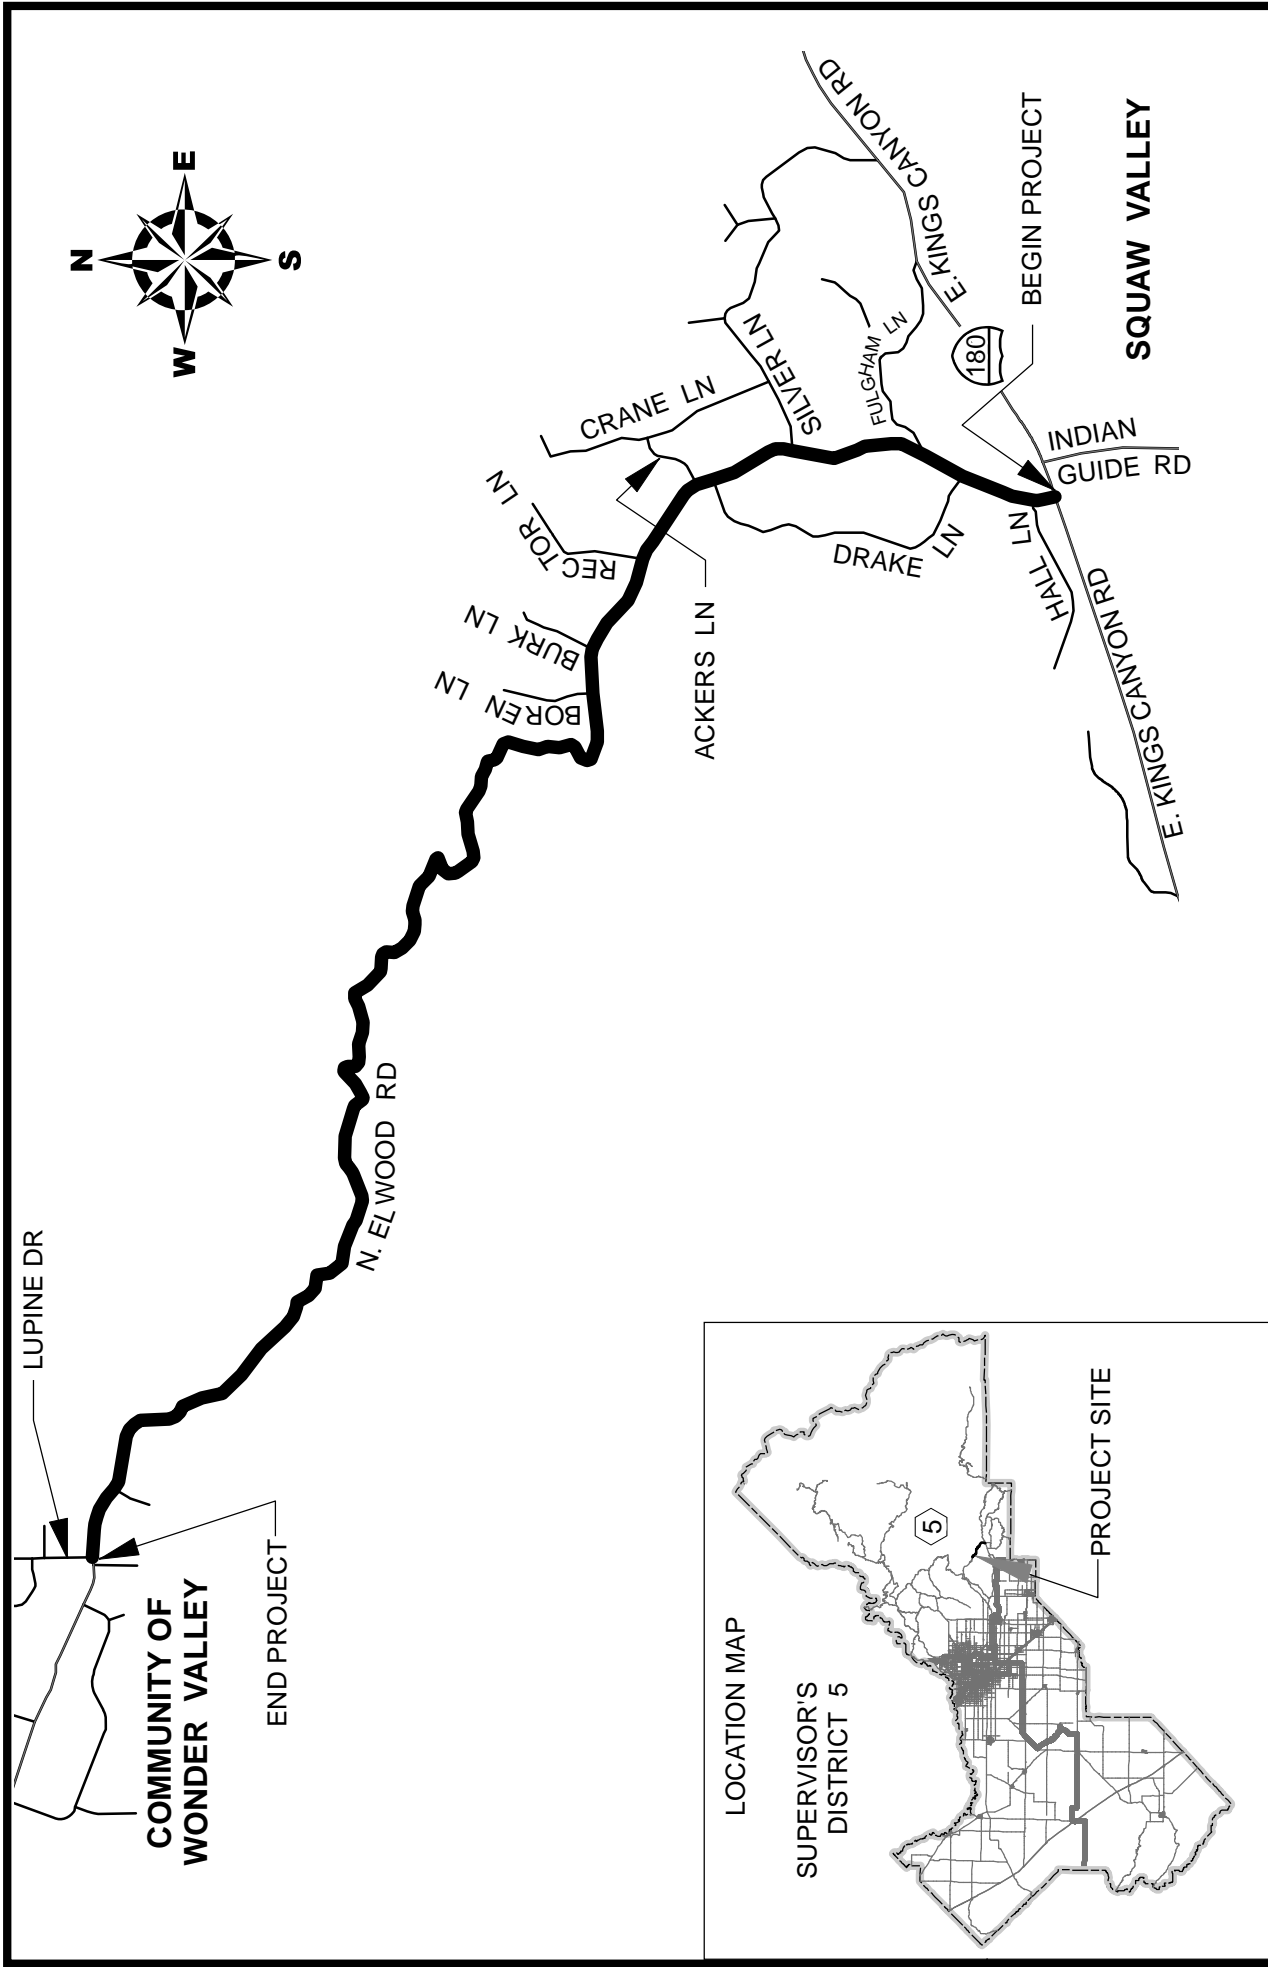 LUPINE DR
COMMUNITY OF
WONDER VALLEY
END PROJECT
N. ELWOOD RD
BOREN LN
BURK LN
RECTOR LN
CRANE LN
ACKERS LN
SILVER LN
FULGHAM LN
DRAKE LN
HALL LN
E. KINGS CANYON RD
E. KINGS CANYON RD
180
INDIAN
GUIDE RD
BEGIN PROJECT
SQUAW VALLEY
N
E
S
W
LOCATION MAP
SUPERVISOR'S
DISTRICT 5
5
PROJECT SITE